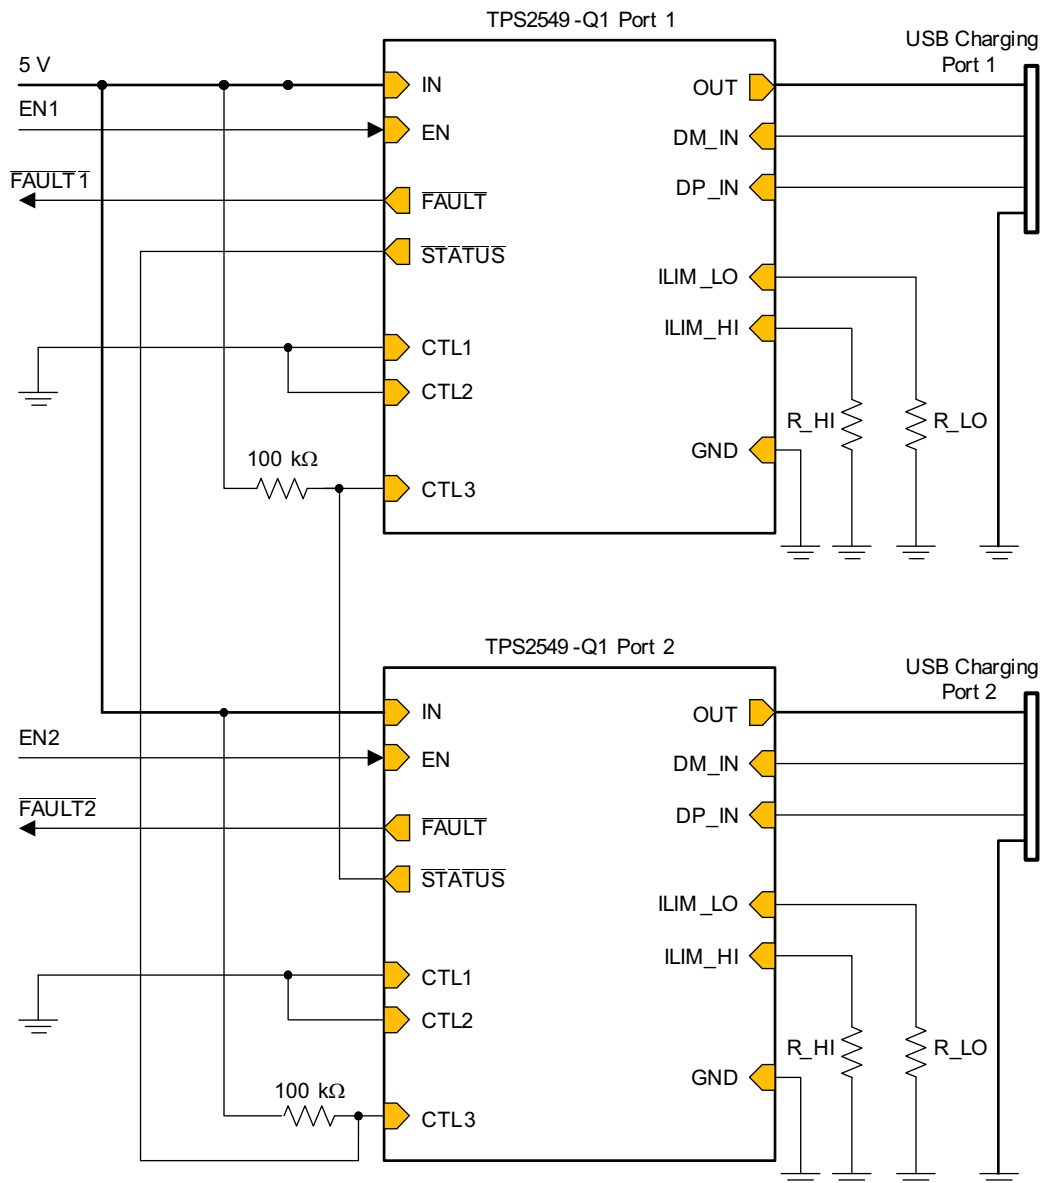 TPS2549-Q1 Port 1
USB Charging
Port 1
5 V
IN
OUT
EN1
EN
DM_IN
FAULT1
DP_IN
FAULT
STATUS
ILIM_LO
ILIM_HI
CTL1
CTL2
R_HI
R_LO
GND
100 kΩ
CTL3
TPS2549-Q1 Port 2
USB Charging
Port 2
IN
OUT
EN2
EN
DM_IN
FAULT2
DP_IN
FAULT
STATUS
ILIM_LO
ILIM_HI
CTL1
CTL2
R_HI
R_LO
GND
100 kΩ
CTL3